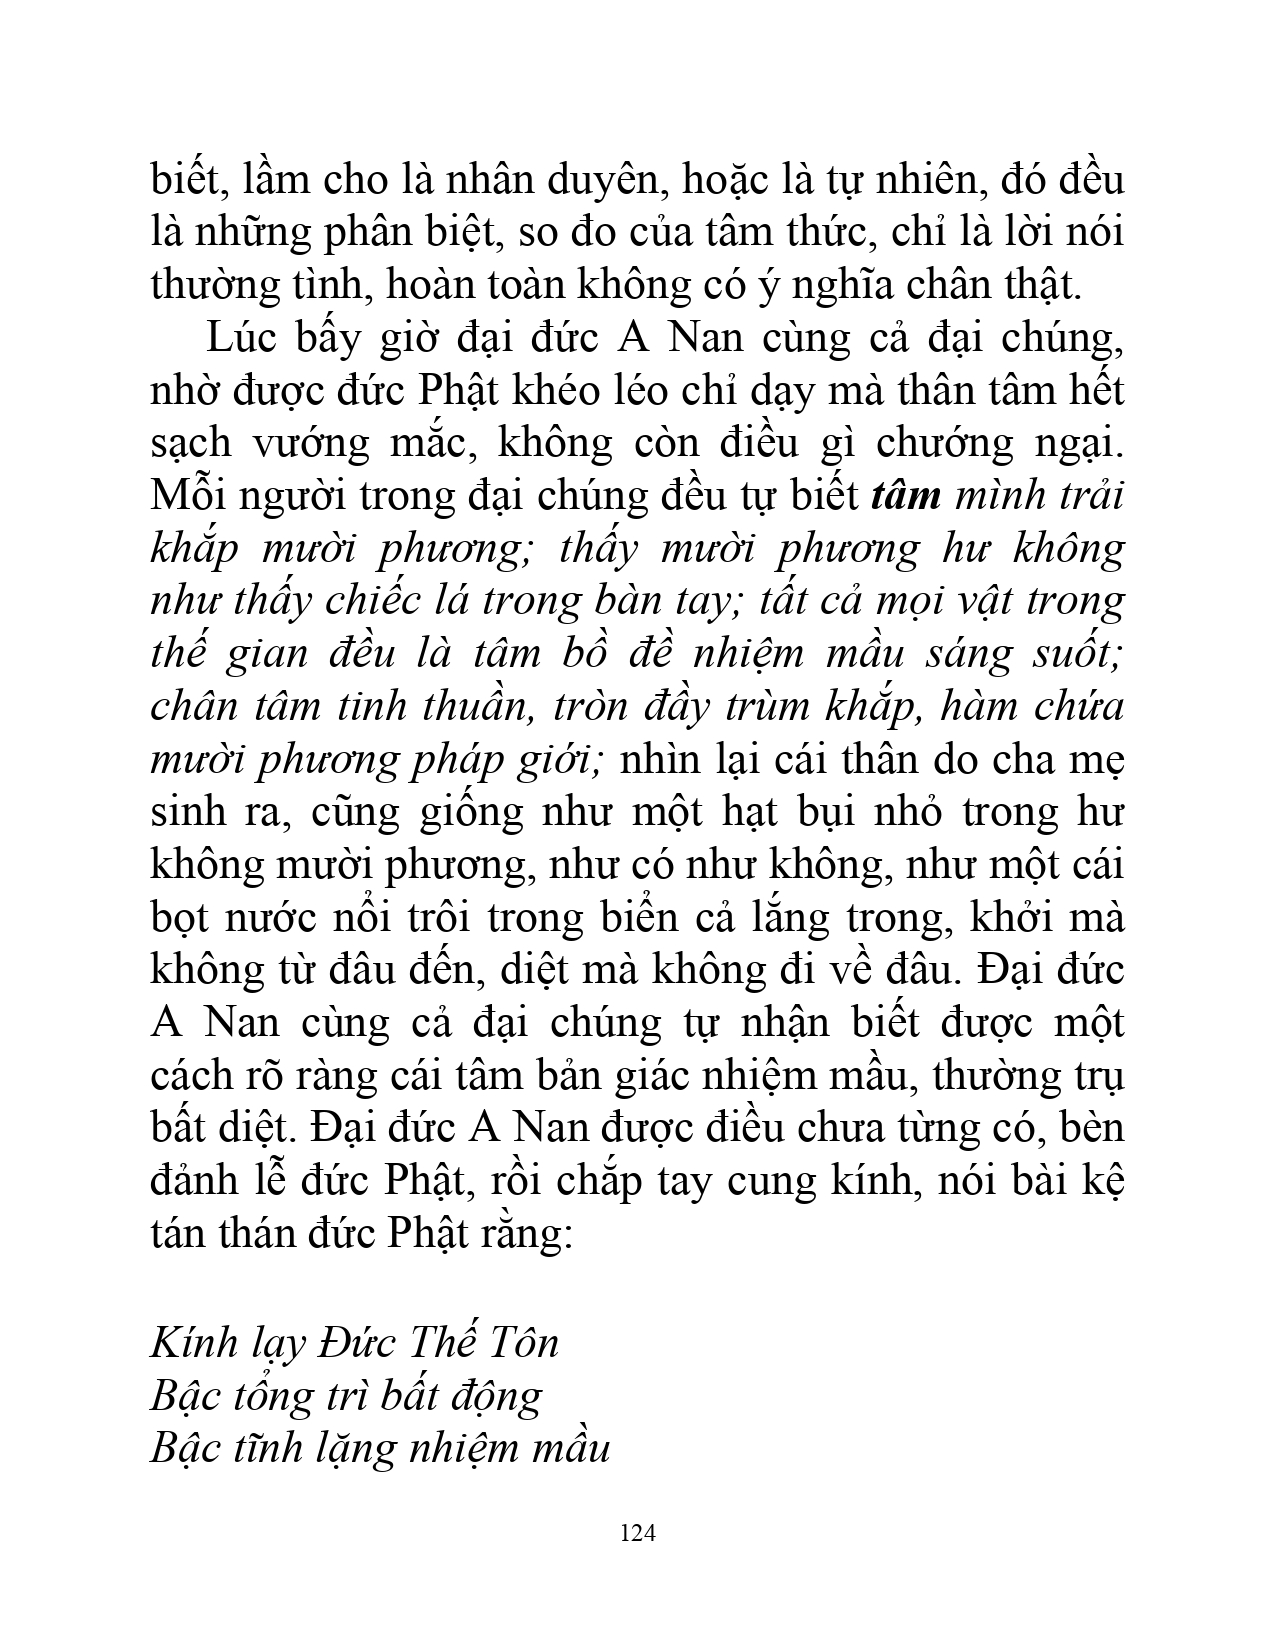 biết, lầm cho là nhân duyên, hoặc là tự nhiên, đó đều
là những phân biệt, so đo của tâm thức, chỉ là lời nói
thường tình, hoàn toàn không có ý nghĩa chân thật.
Lúc bấy giờ đại đức A Nan cùng cả đại chúng,
nhờ được đức Phật khéo léo chỉ dạy mà thân tâm hết
sạch vướng mắc, không còn điều gì chướng ngại.
Mỗi người trong đại chúng đều tự biết tâm mình trải
khắp mười phương; thấy mười phương hư không
như thấy chiếc lá trong bàn tay; tất cả mọi vật trong
thế gian đều là tâm bồ đề nhiệm mầu sáng suốt;
chân tâm tinh thuần, tròn đầy trùm khắp, hàm chứa
mười phương pháp giới; nhìn lại cái thân do cha mẹ
sinh ra, cũng giống như một hạt bụi nhỏ trong hư
không mười phương, như có như không, như một cái
bọt nước nổi trôi trong biển cả lắng trong, khởi mà
không từ đâu đến, diệt mà không đi về đâu. Đại đức
A Nan cùng cả đại chúng tự nhận biết được một
cách rõ ràng cái tâm bản giác nhiệm mầu, thường trụ
bất diệt. Đại đức A Nan được điều chưa từng có, bèn
đảnh lễ đức Phật, rồi chắp tay cung kính, nói bài kệ
tán thán đức Phật rằng:
Kính lạy Đức Thế Tôn
Bậc tổng trì bất động
Bậc tĩnh lặng nhiệm mầu
124